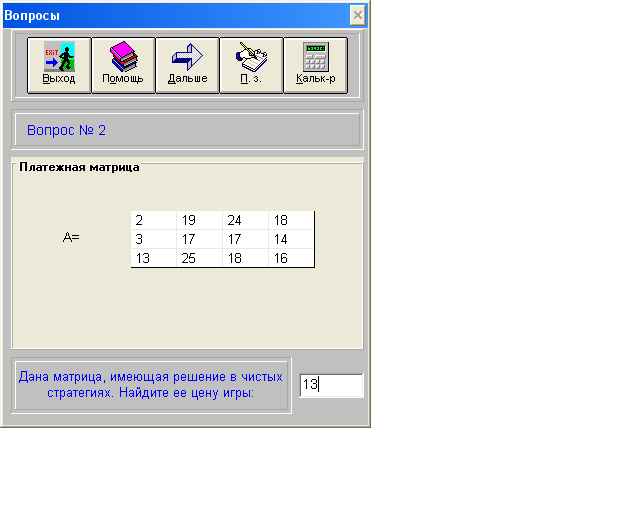 Вопросы
EXIT
Выход Помощь Дальше П. з. Кальк-р
Вопрос № 2
Платежная матрица
2 19 24 18
A= 3 17 17 14
13 25 18 16
Дана матрица, имеющая решение в чистых
стратегиях. Найдите ее цену игры:
13